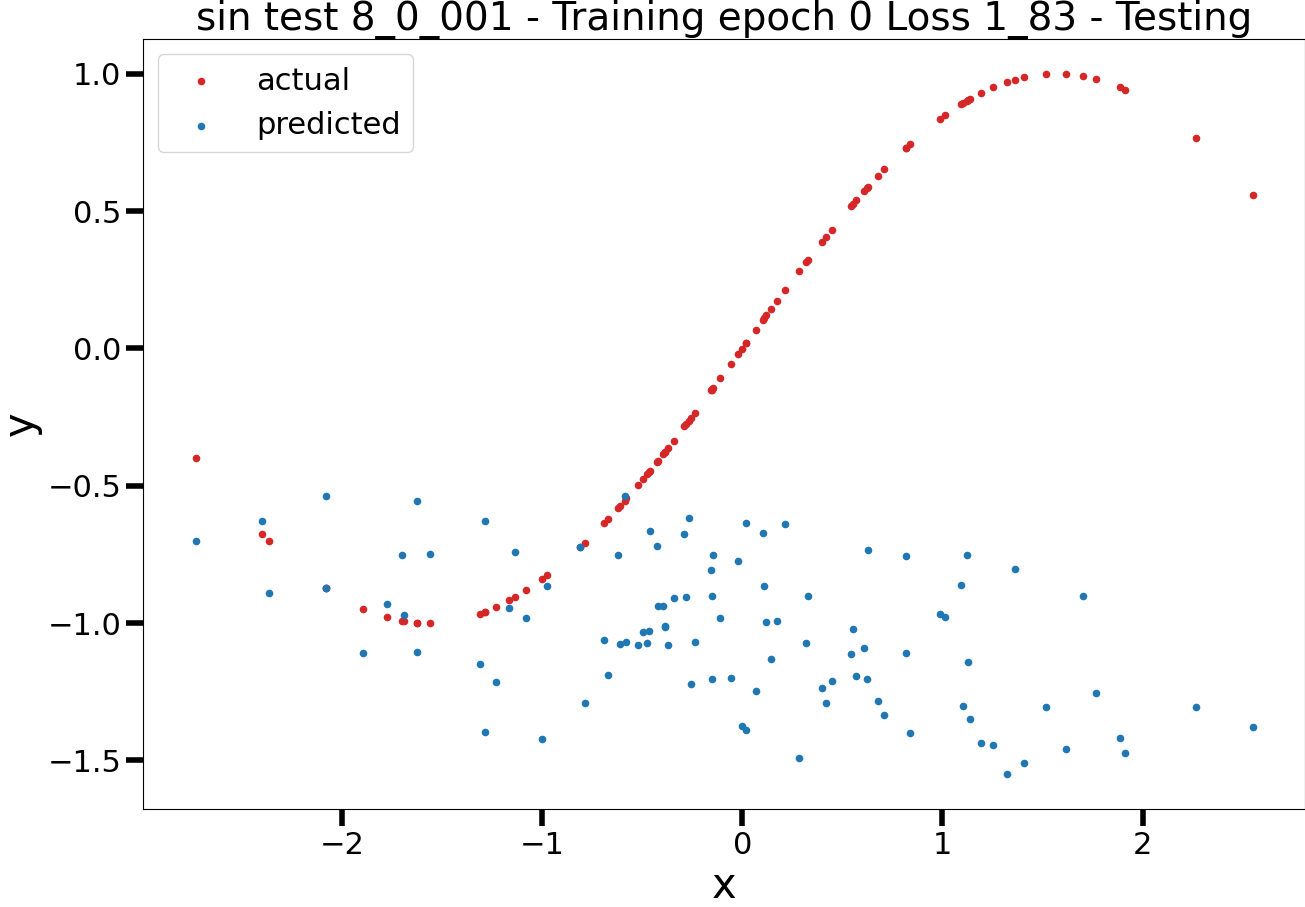 sin test 8_0_001 - Training epoch 0 Loss 1_83 - Testing
actual
predicted
1.0
0.5
0.0
−0.5
−1.0
−1.5
y
−2
−1
0
1
2
x